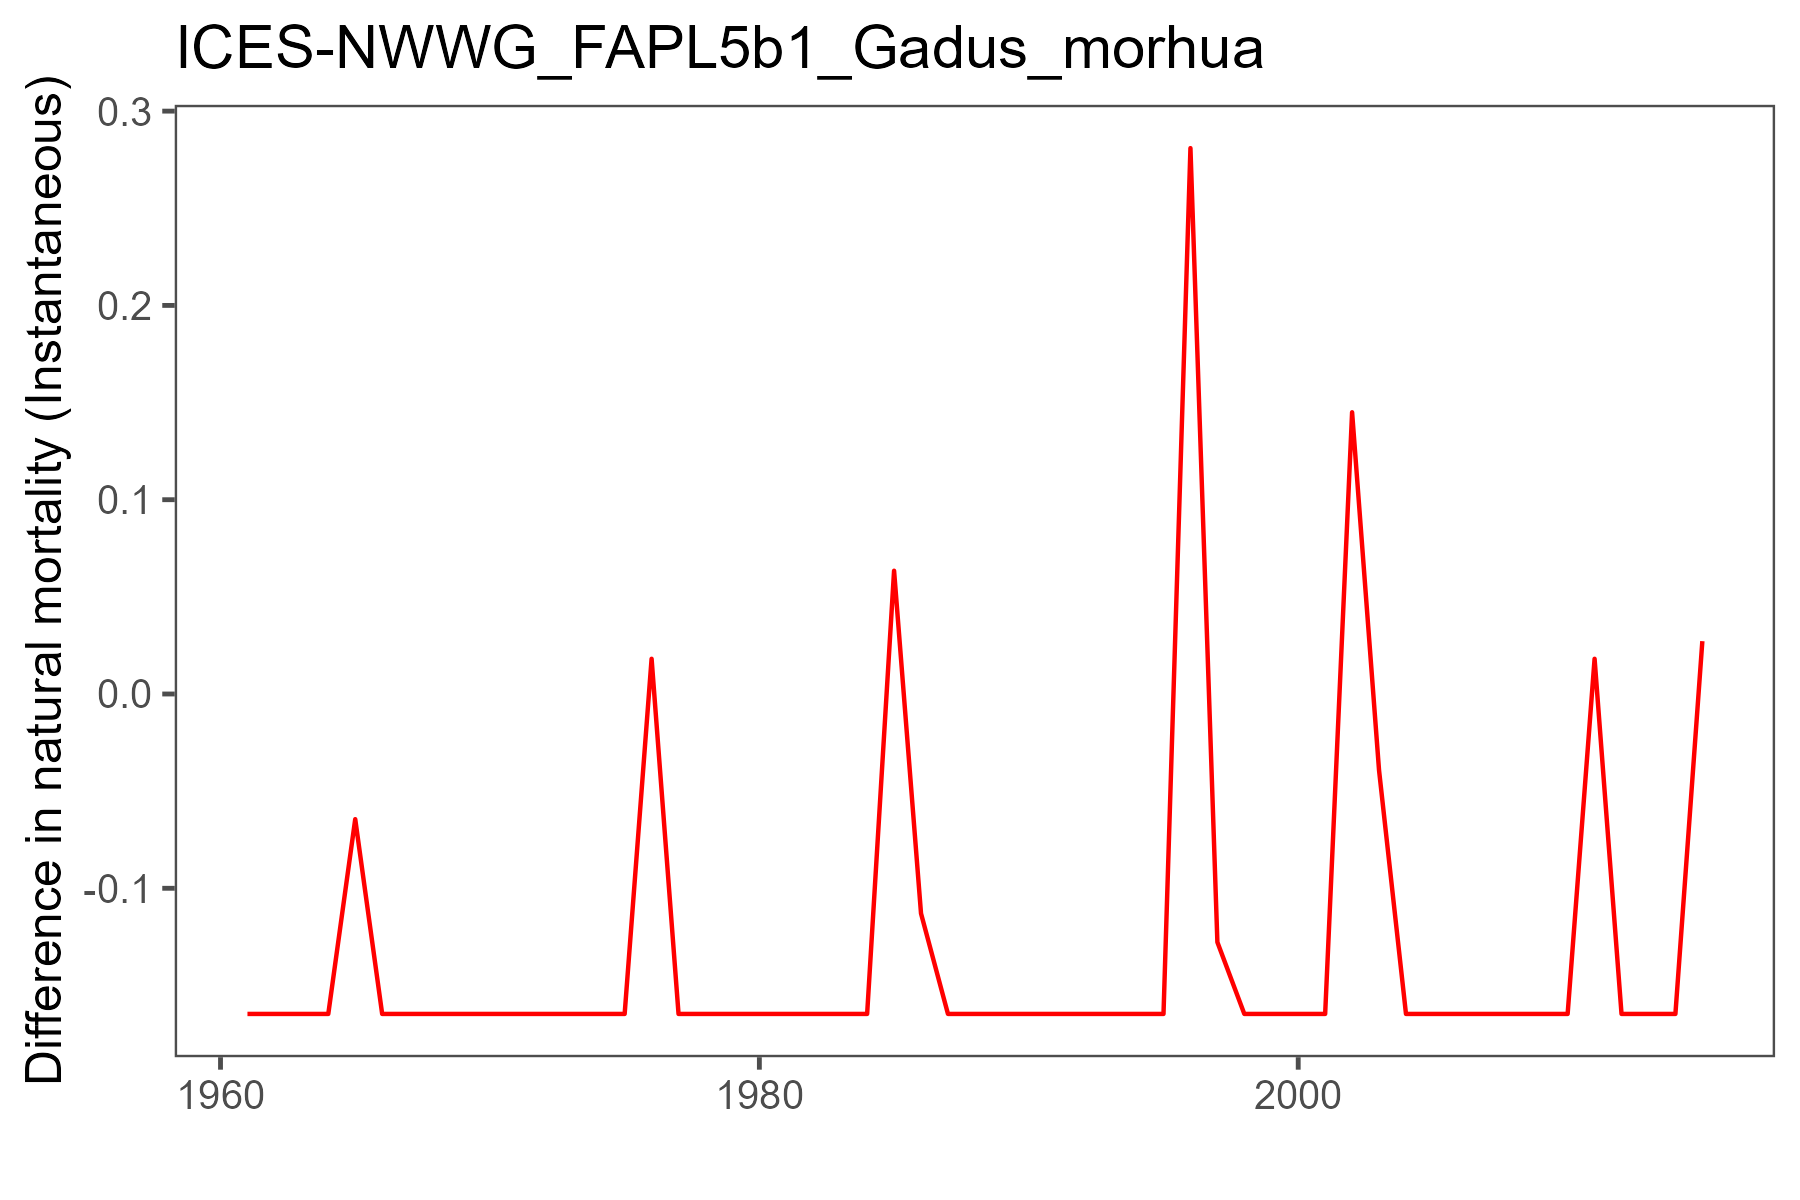 ICES-NWWG_FAPL5b1_Gadus_morhua
Difference in natural mortality (Instantaneous)
0.3
0.2
0.1
0.0
-0.1
1960 1980 2000